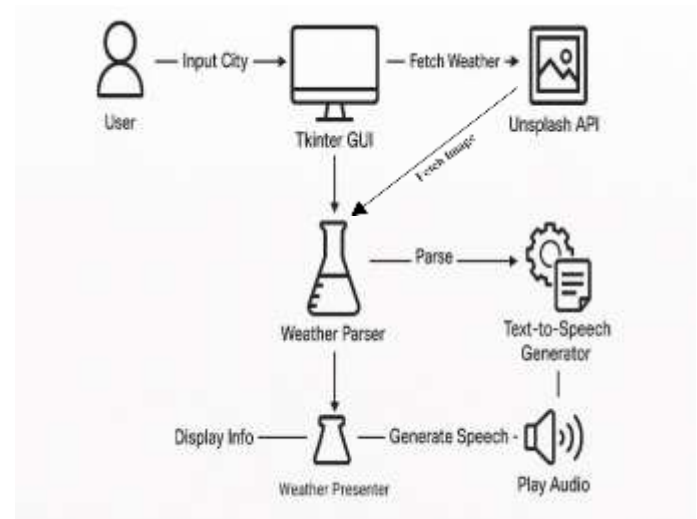 Input City
Fetch Weather
User
Tkinter GUI
Unsplash API
Fetch Image
Parse
Weather Parser
Text-to-Speech
Generator
Display Info
Generate Speech
Weather Presenter
Play Audio